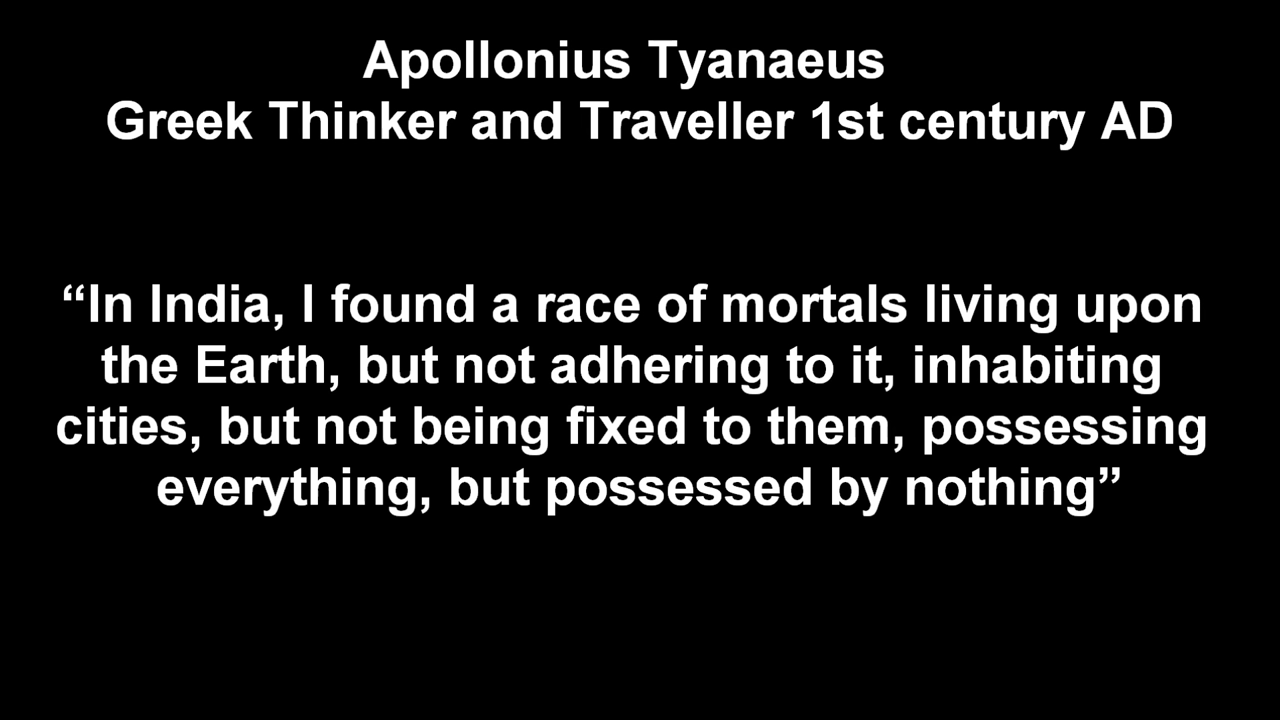 Apollonius Tyanaeus
Greek Thinker and Traveller 1st century AD
“In India, I found a race of mortals living upon
the Earth, but not adhering to it, inhabiting
cities, but not being fixed to them, possessing
everything, but possessed by nothing”